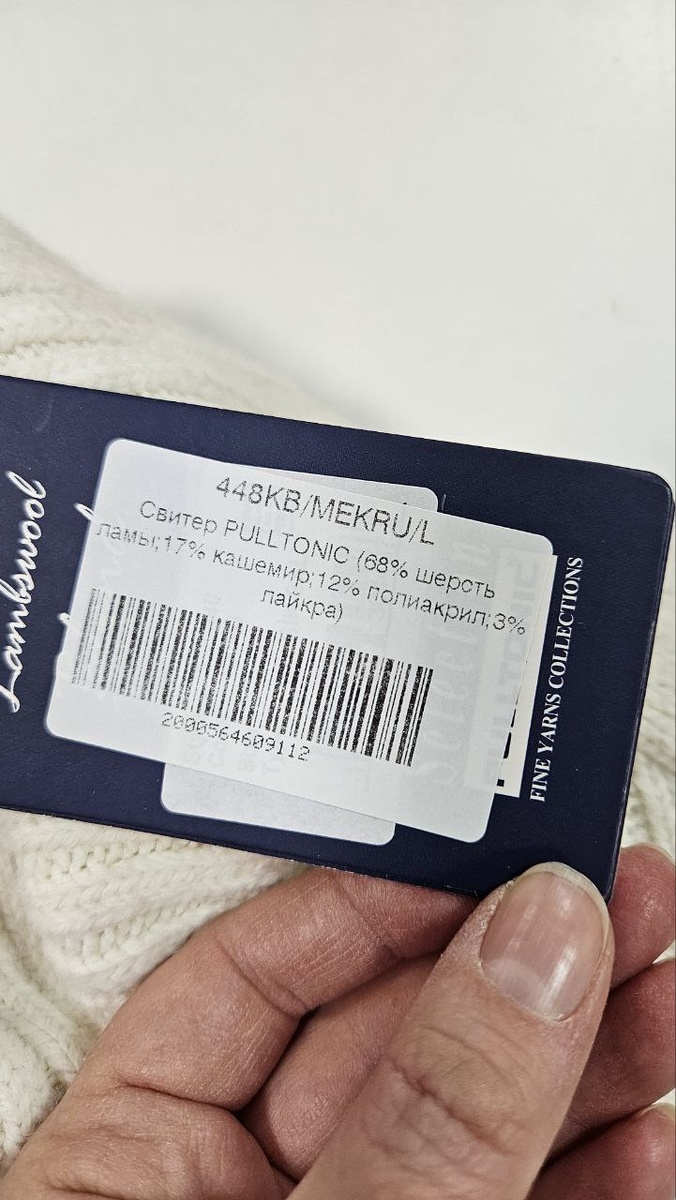 448KB/MEKRU/L
Свитер PULLTONIC (68% шерсть
ламы;17% кашемир;12% полиакрил;3%
лайкра)
2000564609112
Lambswool
FINE YARNS COLLECTIONS